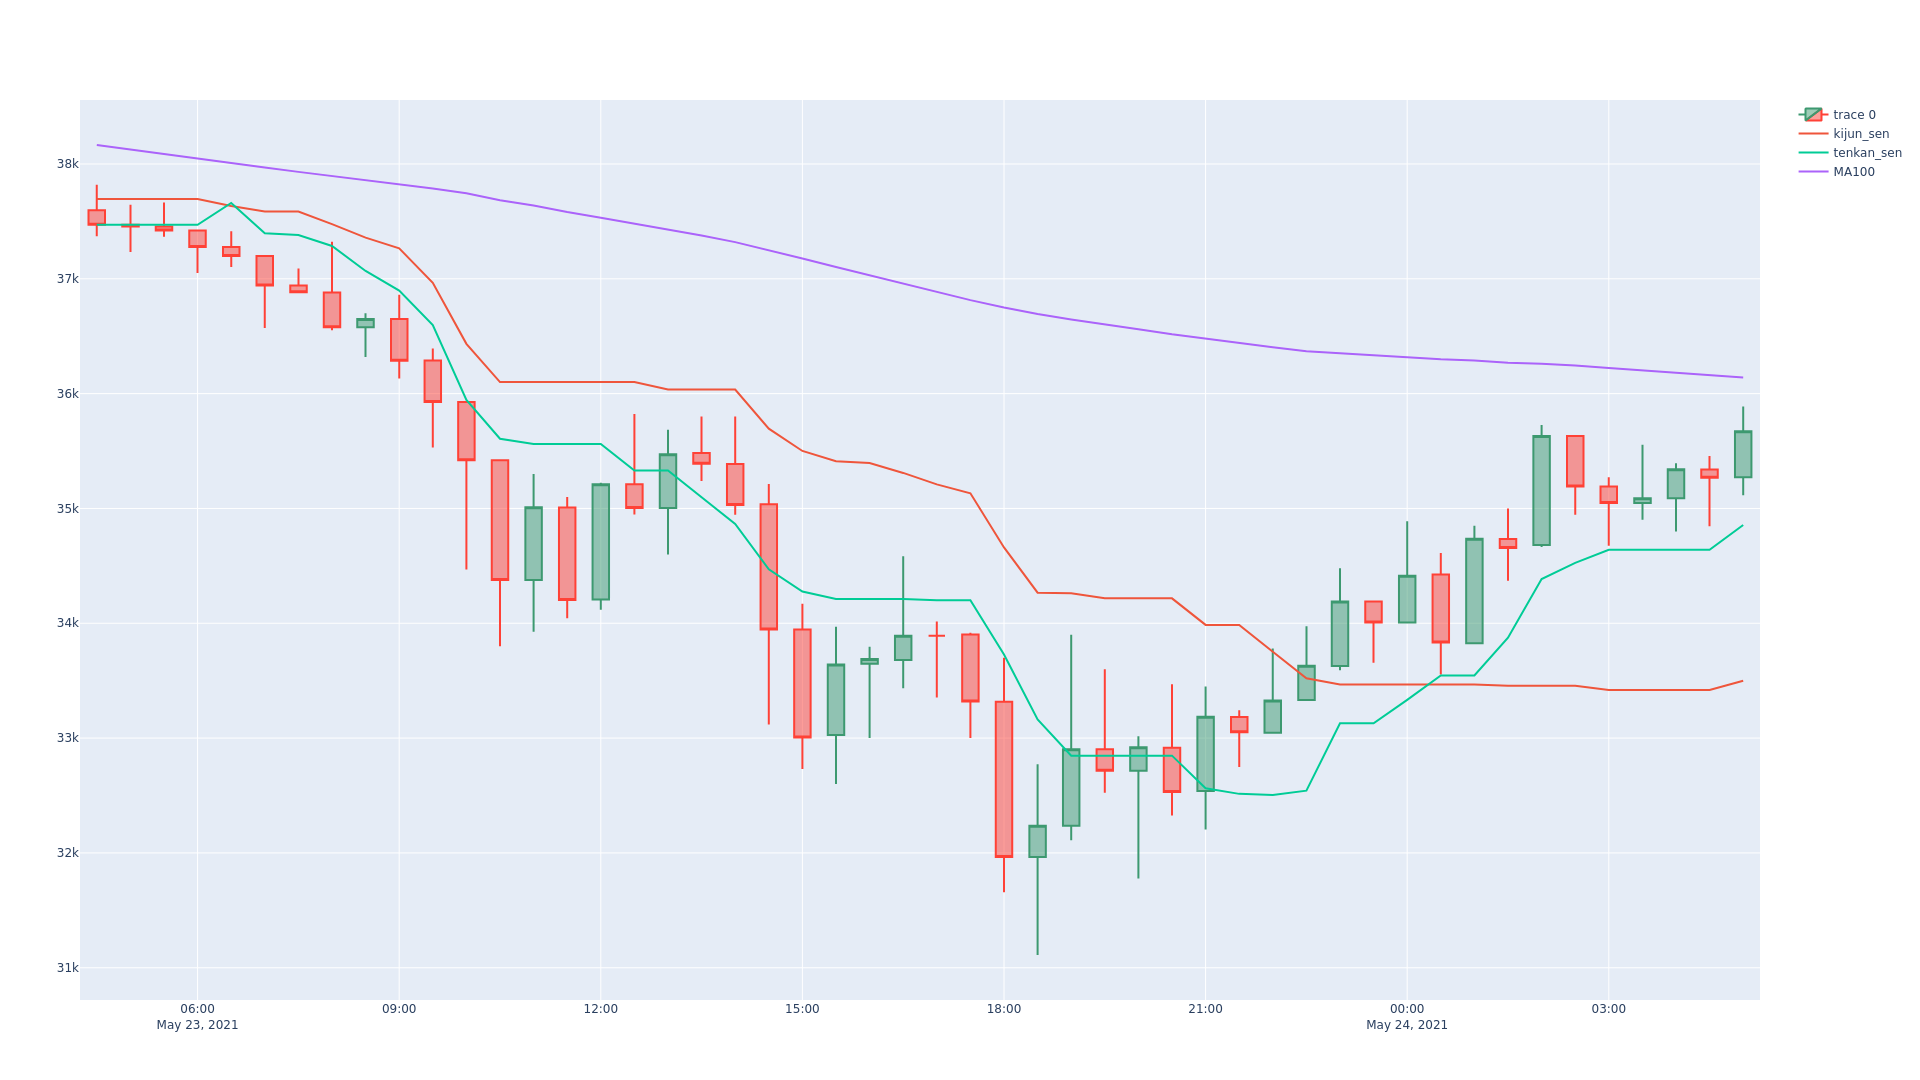 trace 0
kijun_sen
tenkan_sen
MA100
38k
37k
36k
35k
34k
33k
32k
31k
06:00 09:00 12:00 15:00 18:00 21:00 00:00 03:00
May 23, 2021 May 24, 2021